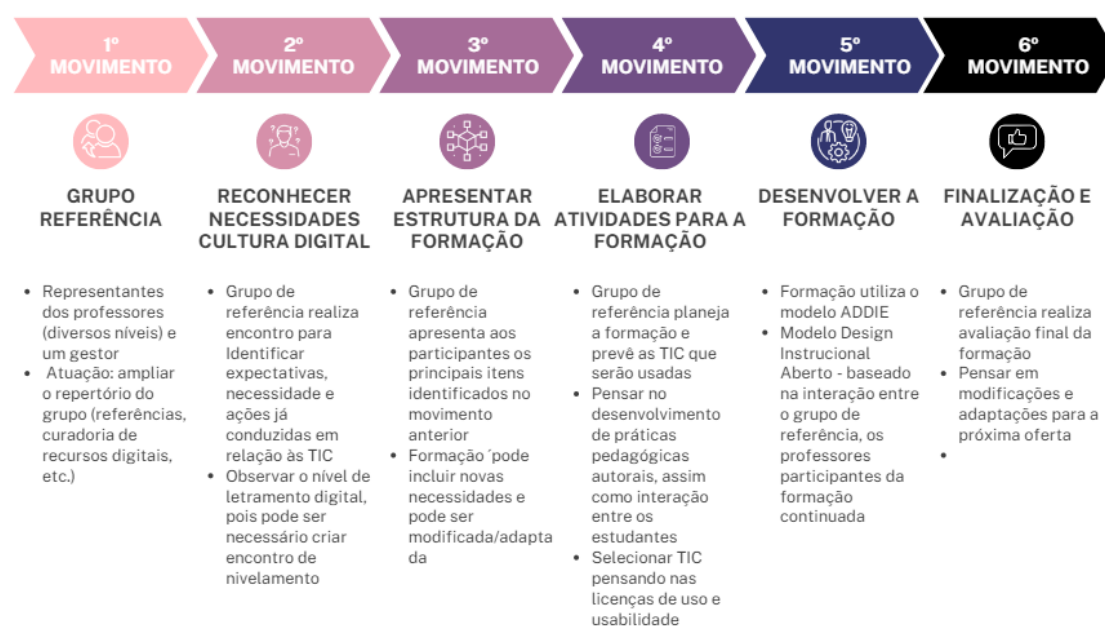 1º
MOVIMENTO
2º
MOVIMENTO
3º
MOVIMENTO
4º
MOVIMENTO
5º
MOVIMENTO
6º
MOVIMENTO
GRUPO
REFERÊNCIA
• Representantes
dos professores
(diversos níveis) e
um gestor
• Atuação: ampliar
o repertório do
grupo (referências,
curadoria de
recursos digitais,
etc.)
RECONHECER
NECESSIDADES
CULTURA DIGITAL
• Grupo de
referência realiza
encontro para
Identificar
expectativas,
necessidade e
ações já
conduzidas em
relação às TIC
• Observar o nível de
letramento digital,
pois pode ser
necessário criar
encontro de
nivelamento
APRESENTAR
ESTRUTURA DA
FORMAÇÃO
• Grupo de
referência
apresenta aos
participantes os
principais itens
identificados no
movimento
anterior
• Formação ´pode
incluir novas
necessidades e
pode ser
modificada/adapta
da
ELABORAR
ATIVIDADES PARA A
FORMAÇÃO
• Grupo de
referência planeja
a formação e
prevê as TIC que
serão usadas
• Pensar no
desenvolvimento
de práticas
pedagógicas
autorais, assim
como interação
entre os
estudantes
• Selecionar TIC
pensando nas
licenças de uso e
usabilidade
DESENVOLVER A
FORMAÇÃO
• Formação utiliza o
modelo ADDIE
• Modelo Design
Instrucional
Aberto - baseado
na interação entre
o grupo de
referência, os
professores
participantes da
formação
continuada
FINALIZAÇÃO E
AVALIAÇÃO
• Grupo de
referência realiza
avaliação final da
formação
• Pensar em
modificações e
adaptações para a
próxima oferta
•